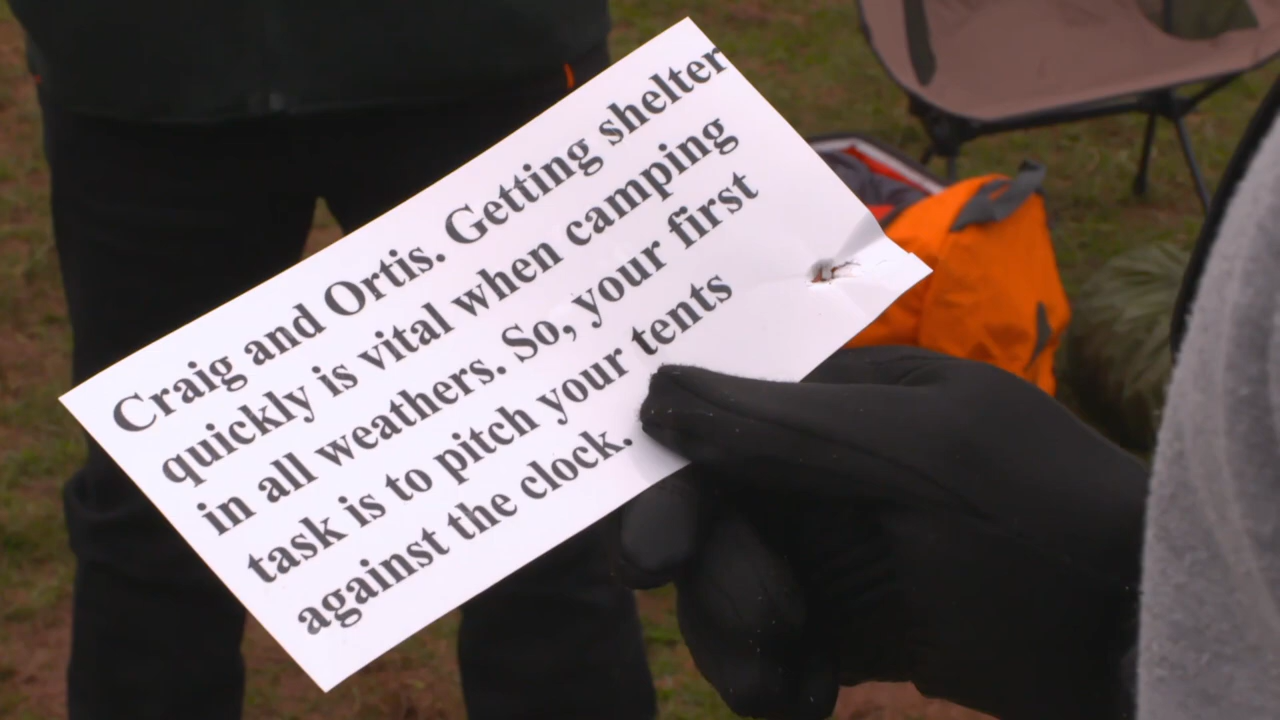 Craig and Ortis. Getting shelter
quickly is vital when camping
in all weathers. So, your first
task is to pitch your tents
against the clock.